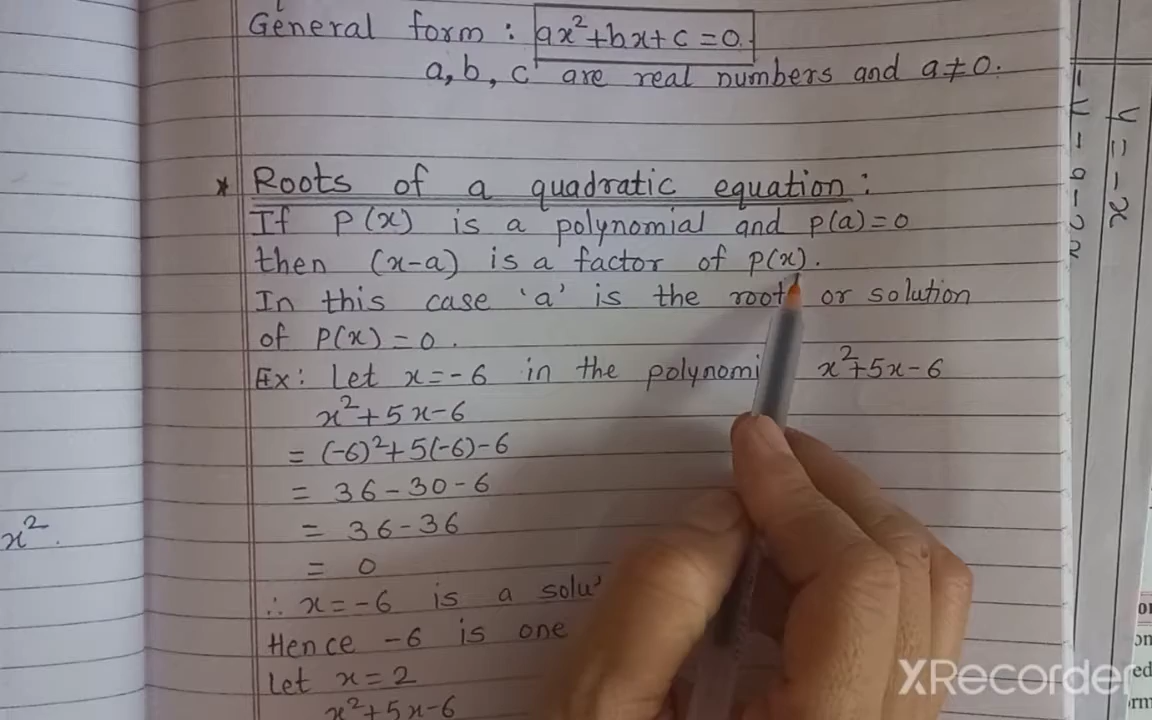 General form : ax²+bx+c=0.
a, b, c are real numbers and a≠0.
* Roots of a quadratic equation :
If P(x) is a polynomial and p(a)=0
then (x-a) is a factor of p(x).
In this case 'a' is the root or solution
of P(x)=0.
Ex: Let x=-6 in the polynomi x²+5x-6
x²+5x-6
= (-6)²+5(-6)-6
= 36-30-6
= 36-36
= 0
∴ x=-6 is a solu
Hence -6 is one
Let x=2
x²+5x-6
x².
y=-x
XRecorder